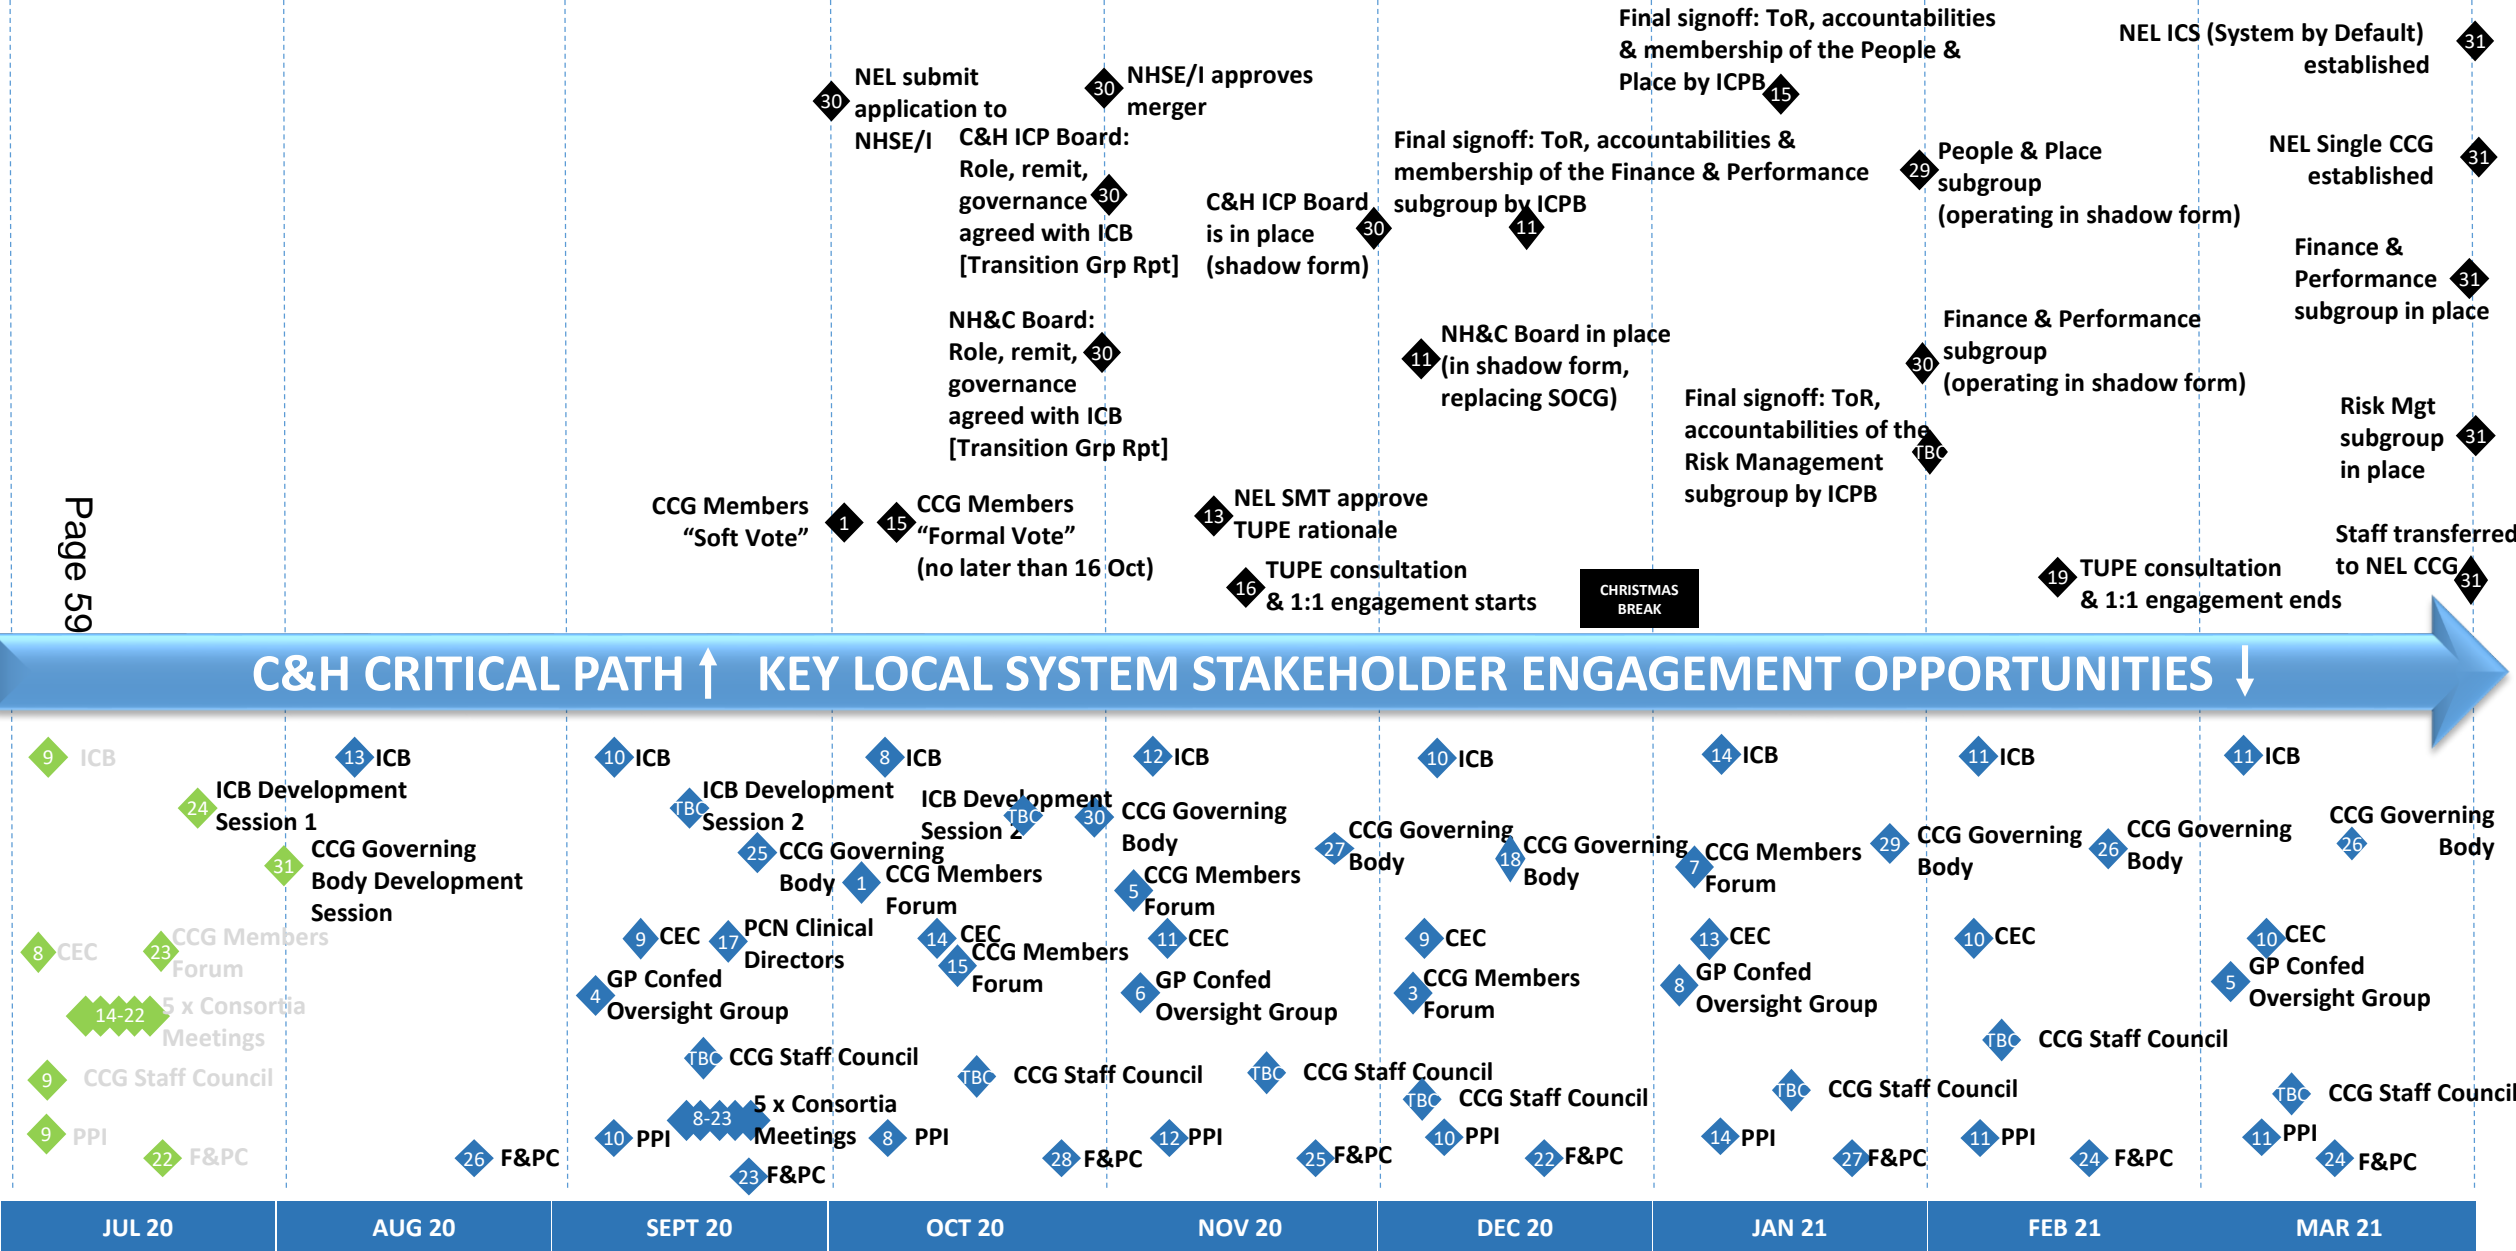 Final signoff: ToR, accountabilities
& membership of the People &
Place by ICPB
15
NEL ICS (System by Default)
established
31
30
NEL submit
application to
NHSE/I
30
NHSE/I approves
merger
C&H ICP Board:
Role, remit,
governance
agreed with ICB
[Transition Grp Rpt]
30
C&H ICP Board
is in place
(shadow form)
30
Final signoff: ToR, accountabilities &
membership of the Finance & Performance
subgroup by ICPB
11
29
People & Place
subgroup
(operating in shadow form)
NEL Single CCG
established
31
Finance &
Performance
subgroup in place
31
NH&C Board:
Role, remit,
governance
agreed with ICB
[Transition Grp Rpt]
30
11
NH&C Board in place
(in shadow form,
replacing SOCG)
30
Finance & Performance
subgroup
(operating in shadow form)
Final signoff: ToR,
accountabilities of the
Risk Management
subgroup by ICPB
TBC
Risk Mgt
subgroup
in place
31
Page 59
CCG Members
“Soft Vote”
1
15
CCG Members
“Formal Vote”
(no later than 16 Oct)
13
NEL SMT approve
TUPE rationale
16
TUPE consultation
& 1:1 engagement starts
CHRISTMAS
BREAK
19
TUPE consultation
& 1:1 engagement ends
Staff transferred
to NEL CCG
31
C&H CRITICAL PATH ↑ KEY LOCAL SYSTEM STAKEHOLDER ENGAGEMENT OPPORTUNITIES ↓
9 ICB
13 ICB
10 ICB
8 ICB
12 ICB
10 ICB
14 ICB
11 ICB
11 ICB
24
ICB Development
Session 1
TBC
ICB Development
Session 2
ICB Development
Session 2
TBC
30
CCG Governing
Body
31
CCG Governing
Body Development
Session
25
CCG Governing
Body
1
CCG Members
Forum
5
CCG Members
Forum
27
CCG Governing
Body
18
CCG Governing
Body
7
CCG Members
Forum
29
CCG Governing
Body
26
CCG Governing
Body
CCG Governing
Body
26
8 CEC
23
CCG Members
Forum
9 CEC
17
PCN Clinical
Directors
14 CEC
15
CCG Members
Forum
11 CEC
9 CEC
13 CEC
10 CEC
10 CEC
14-22
5 x Consortia
Meetings
4
GP Confed
Oversight Group
6
GP Confed
Oversight Group
3
CCG Members
Forum
8
GP Confed
Oversight Group
5
GP Confed
Oversight Group
9 CCG Staff Council
TBC CCG Staff Council
TBC CCG Staff Council
TBC CCG Staff Council
TBC CCG Staff Council
TBC CCG Staff Council
TBC CCG Staff Council
TBC CCG Staff Council
8-23
5 x Consortia
Meetings
9 PPI
10 PPI
8 PPI
12 PPI
10 PPI
14 PPI
11 PPI
11 PPI
22 F&PC
26 F&PC
23 F&PC
28 F&PC
25 F&PC
22 F&PC
27 F&PC
24 F&PC
24 F&PC
JUL 20
AUG 20
SEPT 20
OCT 20
NOV 20
DEC 20
JAN 21
FEB 21
MAR 21